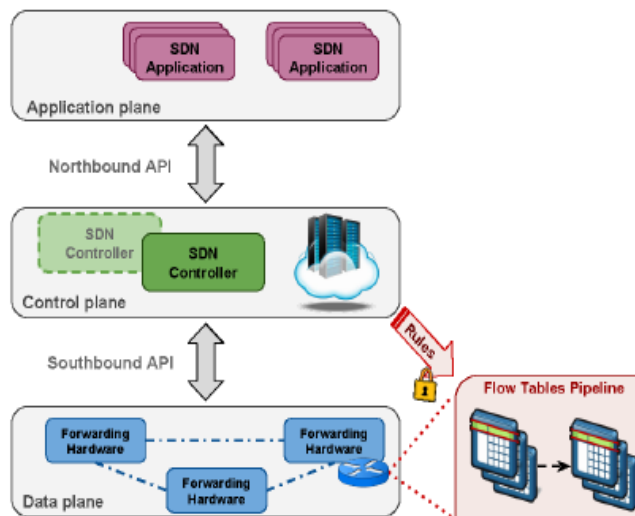 SDN
Application
SDN
Application
Application plane
Northbound API
SDN
Controller
SDN
Controller
Control plane
Rules
Southbound API
Flow Tables Pipeline
Forwarding
Hardware
Forwarding
Hardware
Forwarding
Hardware
Data plane